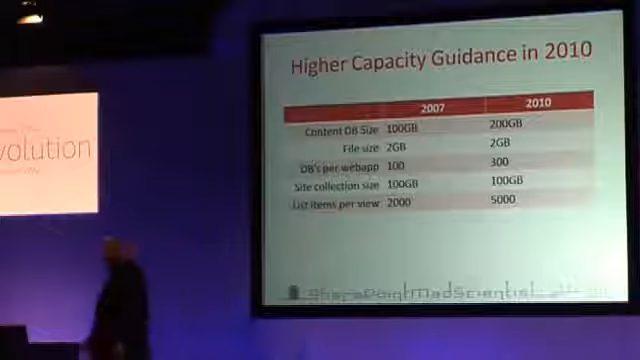 volution
Higher Capacity Guidance in 2010
2007 2010
Content DB Size 100GB 200GB
File size 2GB 2GB
DB's per webapp 100 300
Site collection size 100GB 100GB
List items per view 2000 5000
SharePointMadScientist